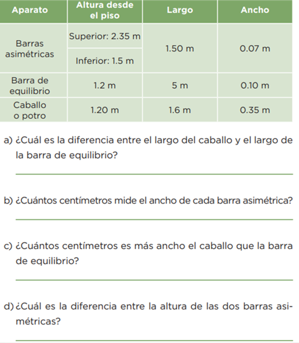 Aparato Altura desde el piso Largo Ancho
Barras asimétricas Superior: 2.35 m 1.50 m 0.07 m
Inferior: 1.5 m
Barra de equilibrio 1.2 m 5 m 0.10 m
Caballo o potro 1.20 m 1.6 m 0.35 m
a) ¿Cuál es la diferencia entre el largo del caballo y el largo de
la barra de equilibrio?
b) ¿Cuántos centímetros mide el ancho de cada barra asimétrica?
c) ¿Cuántos centímetros es más ancho el caballo que la barra
de equilibrio?
d) ¿Cuál es la diferencia entre la altura de las dos barras asi-
métricas?